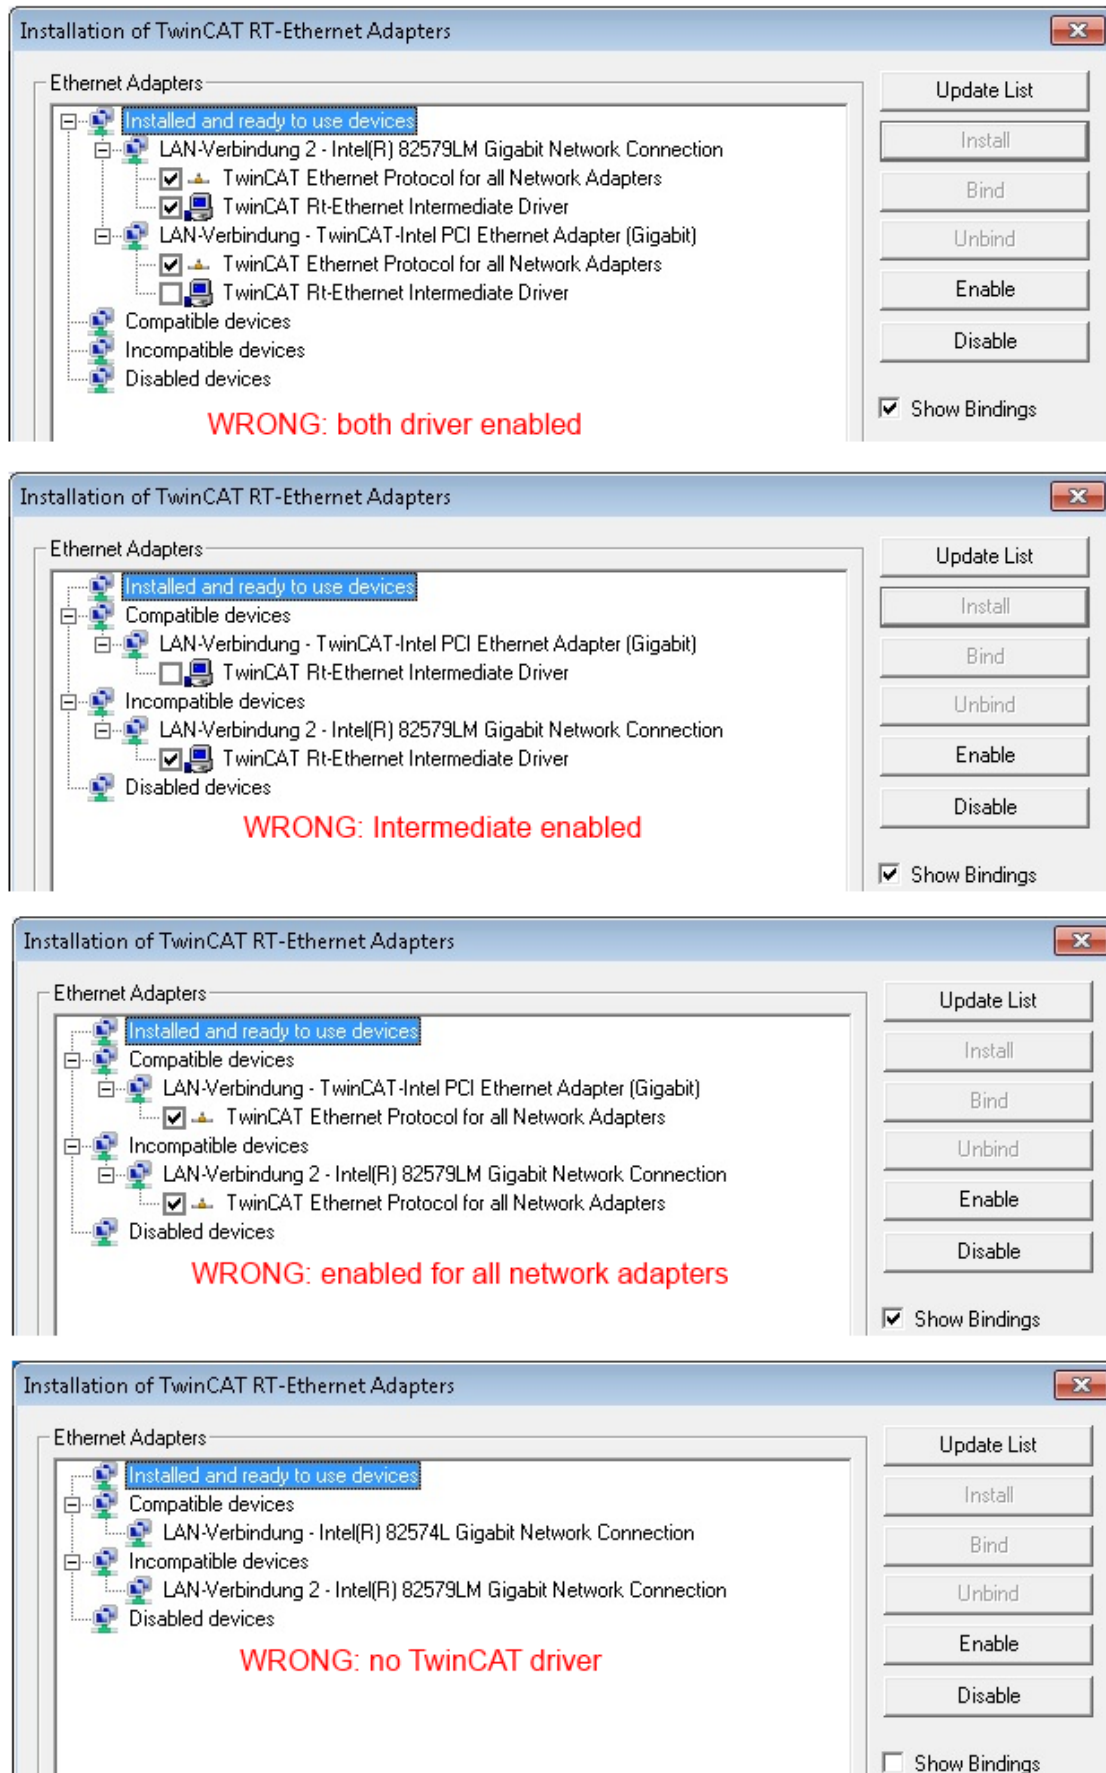 Installation of TwinCAT RT-Ethernet Adapters
Ethernet Adapters
Installed and ready to use devices
LAN-Verbindung 2 - Intel(R) 82579LM Gigabit Network Connection
TwinCAT Ethernet Protocol for all Network Adapters
TwinCAT Rt-Ethernet Intermediate Driver
LAN-Verbindung - TwinCAT-Intel PCI Ethernet Adapter (Gigabit)
TwinCAT Ethernet Protocol for all Network Adapters
TwinCAT Rt-Ethernet Intermediate Driver
Compatible devices
Incompatible devices
Disabled devices
WRONG: both driver enabled
Update List
Install
Bind
Unbind
Enable
Disable
Show Bindings
Installation of TwinCAT RT-Ethernet Adapters
Ethernet Adapters
Installed and ready to use devices
Compatible devices
LAN-Verbindung - TwinCAT-Intel PCI Ethernet Adapter (Gigabit)
TwinCAT Rt-Ethernet Intermediate Driver
Incompatible devices
LAN-Verbindung 2 - Intel(R) 82579LM Gigabit Network Connection
TwinCAT Rt-Ethernet Intermediate Driver
Disabled devices
WRONG: Intermediate enabled
Update List
Install
Bind
Unbind
Enable
Disable
Show Bindings
Installation of TwinCAT RT-Ethernet Adapters
Ethernet Adapters
Installed and ready to use devices
Compatible devices
LAN-Verbindung - TwinCAT-Intel PCI Ethernet Adapter (Gigabit)
TwinCAT Ethernet Protocol for all Network Adapters
Incompatible devices
LAN-Verbindung 2 - Intel(R) 82579LM Gigabit Network Connection
TwinCAT Ethernet Protocol for all Network Adapters
Disabled devices
WRONG: enabled for all network adapters
Update List
Install
Bind
Unbind
Enable
Disable
Show Bindings
Installation of TwinCAT RT-Ethernet Adapters
Ethernet Adapters
Installed and ready to use devices
Compatible devices
LAN-Verbindung - Intel(R) 82574L Gigabit Network Connection
Incompatible devices
LAN-Verbindung 2 - Intel(R) 82579LM Gigabit Network Connection
Disabled devices
WRONG: no TwinCAT driver
Update List
Install
Bind
Unbind
Enable
Disable
Show Bindings